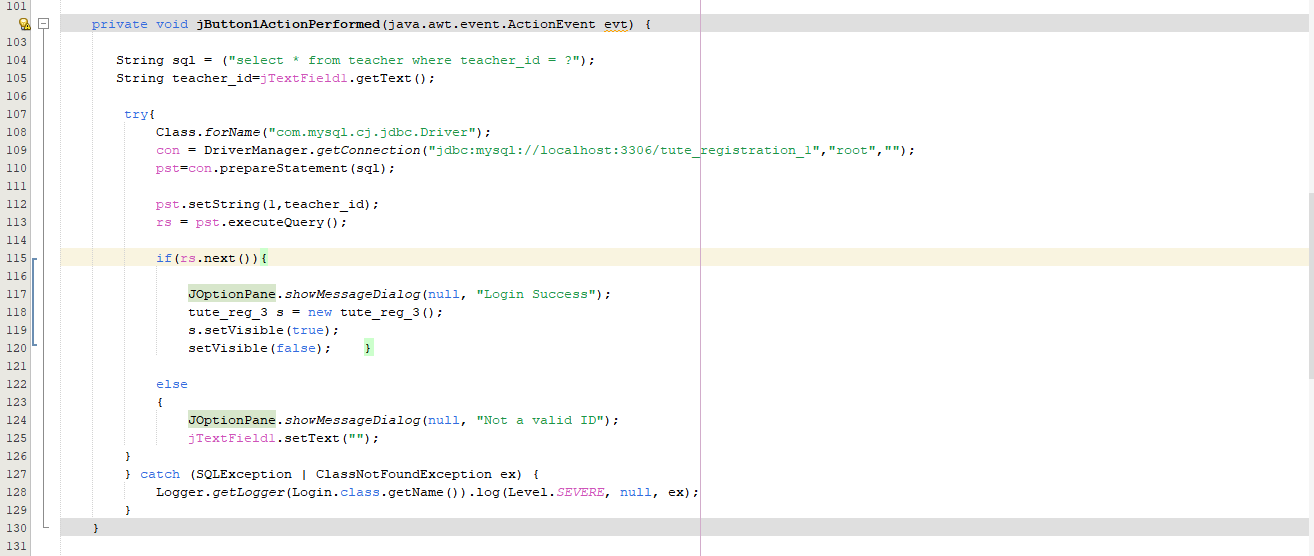 101
private void jButton1ActionPerformed(java.awt.event.ActionEvent evt) {
103
104 String sql = ("select * from teacher where teacher_id = ?");
105 String teacher_id=jTextField1.getText();
106
107 try{
108 Class.forName("com.mysql.cj.jdbc.Driver");
109 con = DriverManager.getConnection("jdbc:mysql://localhost:3306/tute_registration_1","root","");
110 pst=con.prepareStatement(sql);
111
112 pst.setString(1,teacher_id);
113 rs = pst.executeQuery();
114
115 if(rs.next()){
116
117 JOptionPane.showMessageDialog(null, "Login Success");
118 tute_reg_3 s = new tute_reg_3();
119 s.setVisible(true);
120 setVisible(false); }
121
122 else
123 {
124 JOptionPane.showMessageDialog(null, "Not a valid ID");
125 jTextField1.setText("");
126 }
127 } catch (SQLException | ClassNotFoundException ex) {
128 Logger.getLogger(Login.class.getName()).log(Level.SEVERE, null, ex);
129 }
130 }
131